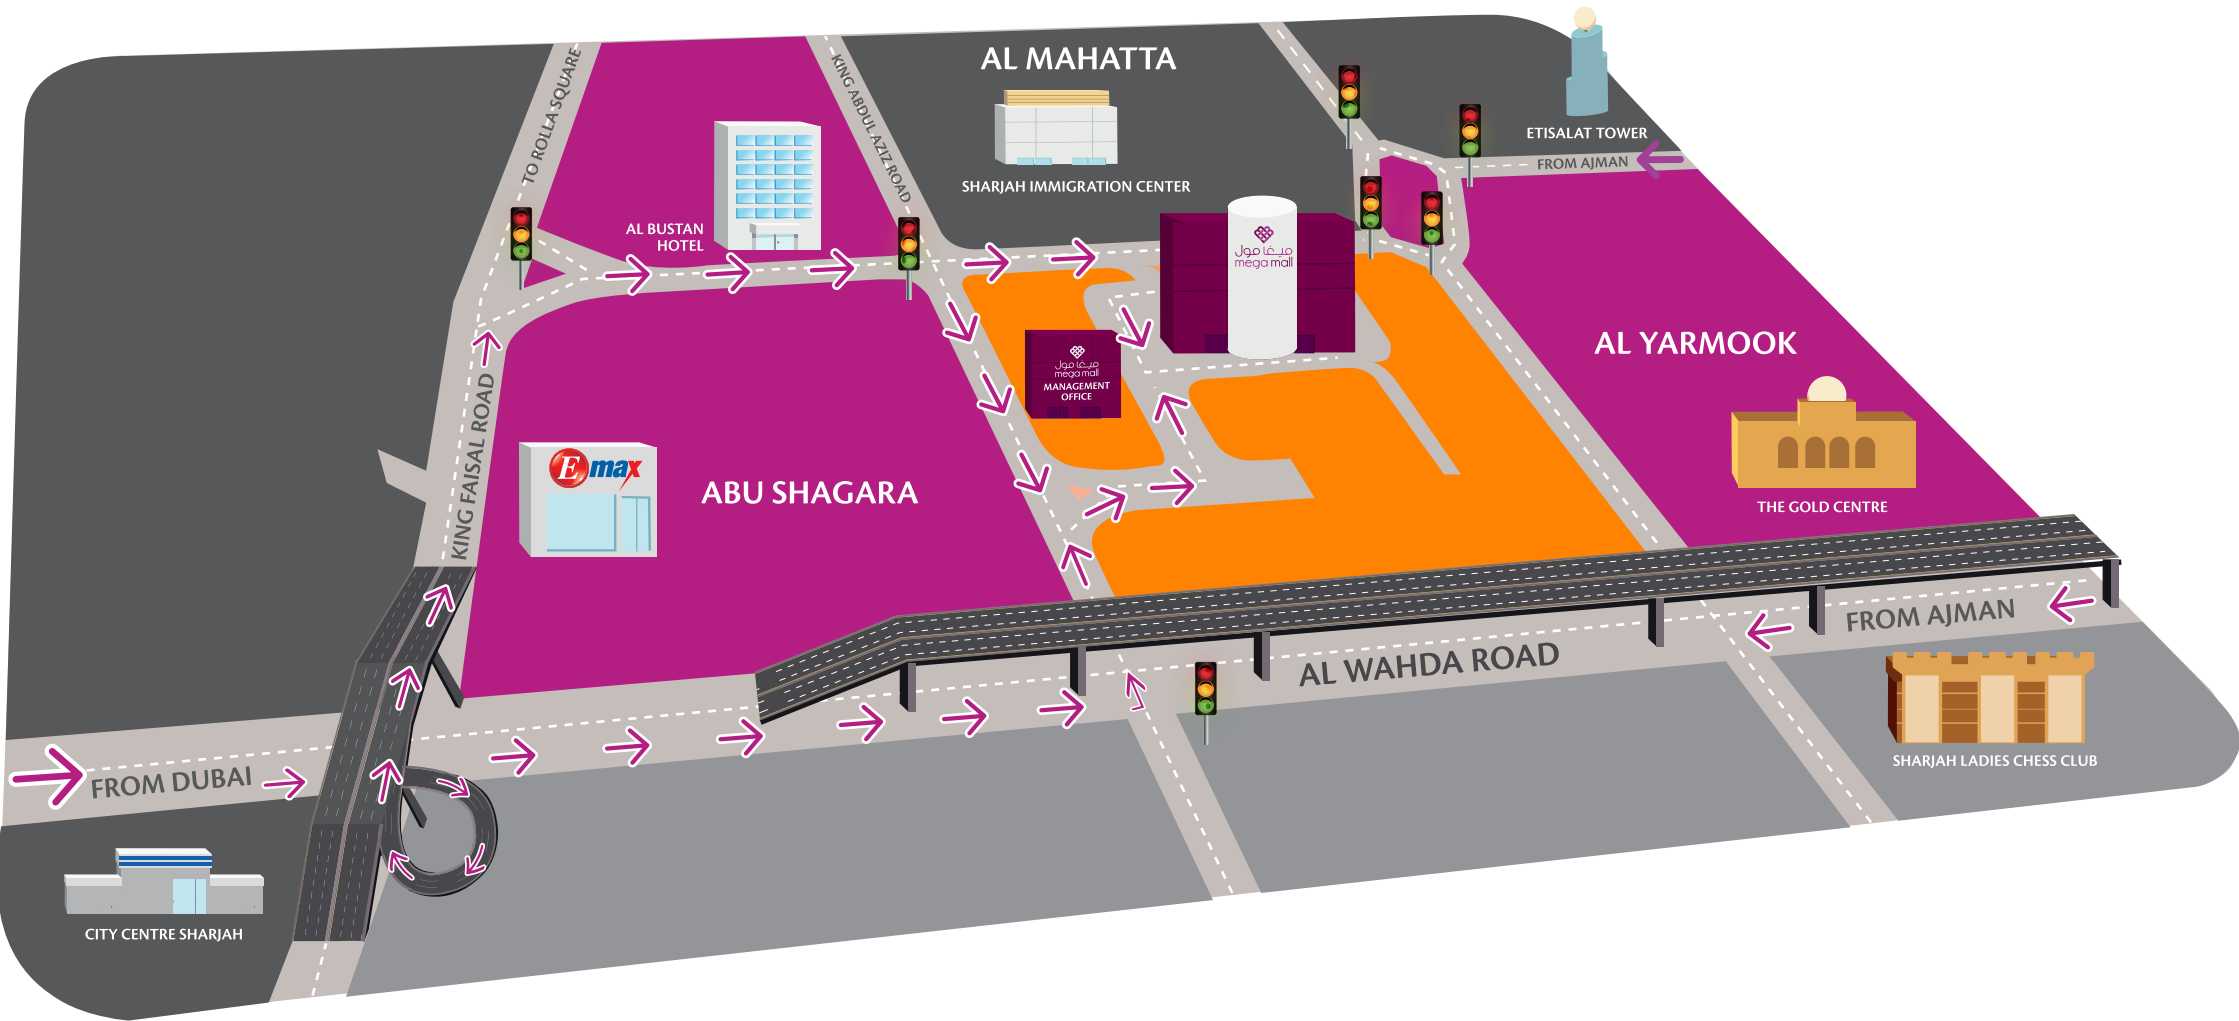 AL MAHATTA
TO ROLLA SQUARE
KING ABDUL AZIZ ROAD
ETISALAT TOWER
FROM AJMAN
SHARJAH IMMIGRATION CENTER
AL BUSTAN
HOTEL
ميغا مول
mega mall
AL YARMOOK
ميغا مول
mega mall
MANAGEMENT
OFFICE
KING FAISAL ROAD
Emax
ABU SHAGARA
THE GOLD CENTRE
FROM AJMAN
AL WAHDA ROAD
FROM DUBAI
SHARJAH LADIES CHESS CLUB
CITY CENTRE SHARJAH